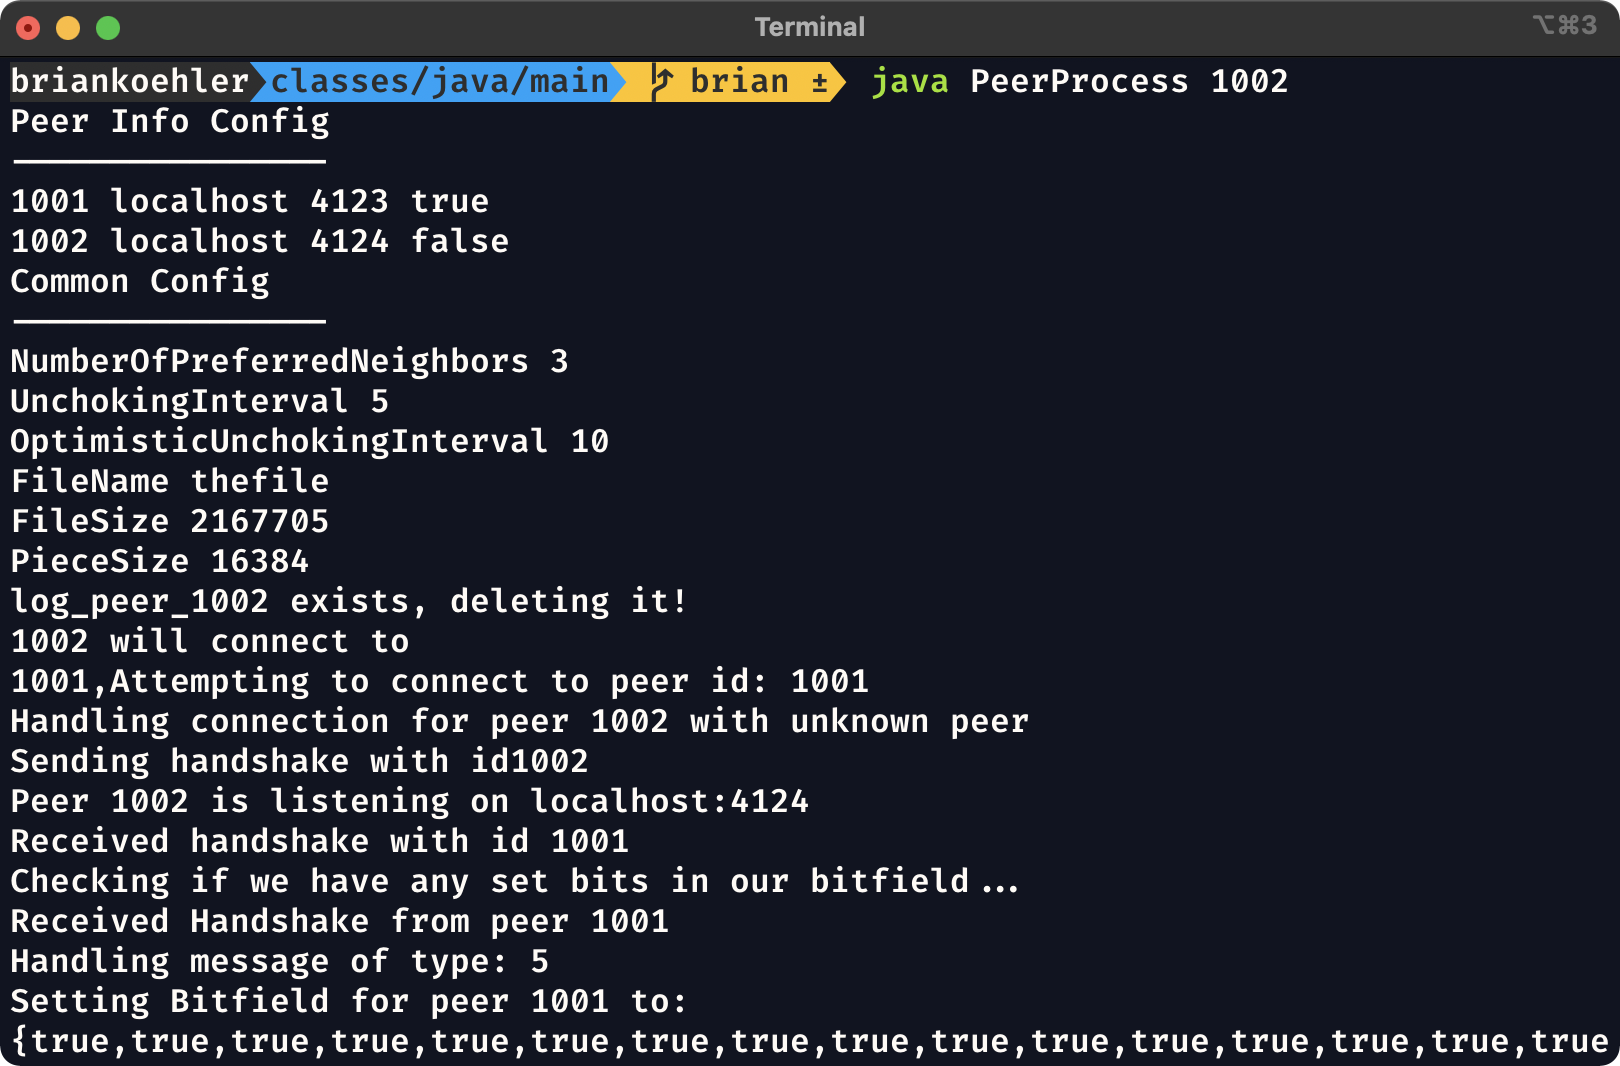 Terminal ⌥⌘3
briankoehler classes/java/main brian ± java PeerProcess 1002
Peer Info Config
————————————————
1001 localhost 4123 true
1002 localhost 4124 false
Common Config
————————————————
NumberOfPreferredNeighbors 3
UnchokingInterval 5
OptimisticUnchokingInterval 10
FileName thefile
FileSize 2167705
PieceSize 16384
log_peer_1002 exists, deleting it!
1002 will connect to
1001,Attempting to connect to peer id: 1001
Handling connection for peer 1002 with unknown peer
Sending handshake with id1002
Peer 1002 is listening on localhost:4124
Received handshake with id 1001
Checking if we have any set bits in our bitfield...
Received Handshake from peer 1001
Handling message of type: 5
Setting Bitfield for peer 1001 to:
{true,true,true,true,true,true,true,true,true,true,true,true,true,true,true,true